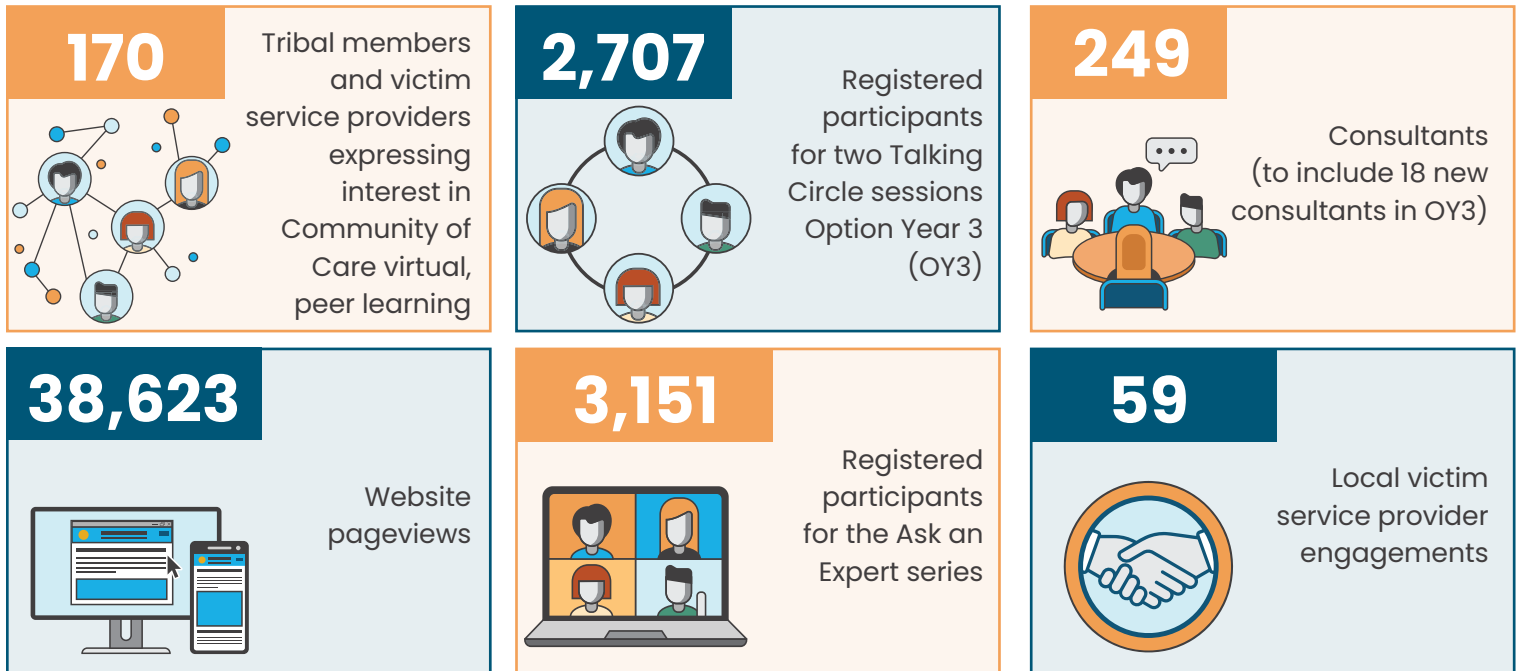 170
Tribal members
and victim
service providers
expressing
interest in
Community of
Care virtual,
peer learning
2,707
Registered
participants
for two Talking
Circle sessions
Option Year 3
(OY3)
249
Consultants
(to include 18 new
consultants in OY3)
38,623
Website
pageviews
3,151
Registered
participants
for the Ask an
Expert series
59
Local victim
service provider
engagements